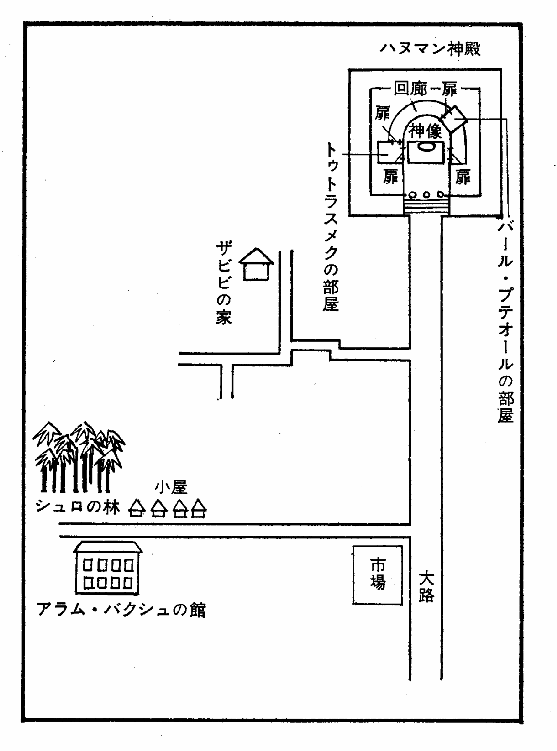 ハヌマン神殿
回廊
扉
扉
神像
扉
扉
トゥトラスメクの部屋
バール・プテオールの部屋
ザビビの家
シュロの林
小屋
アラム・バクシュの館
市場
大路